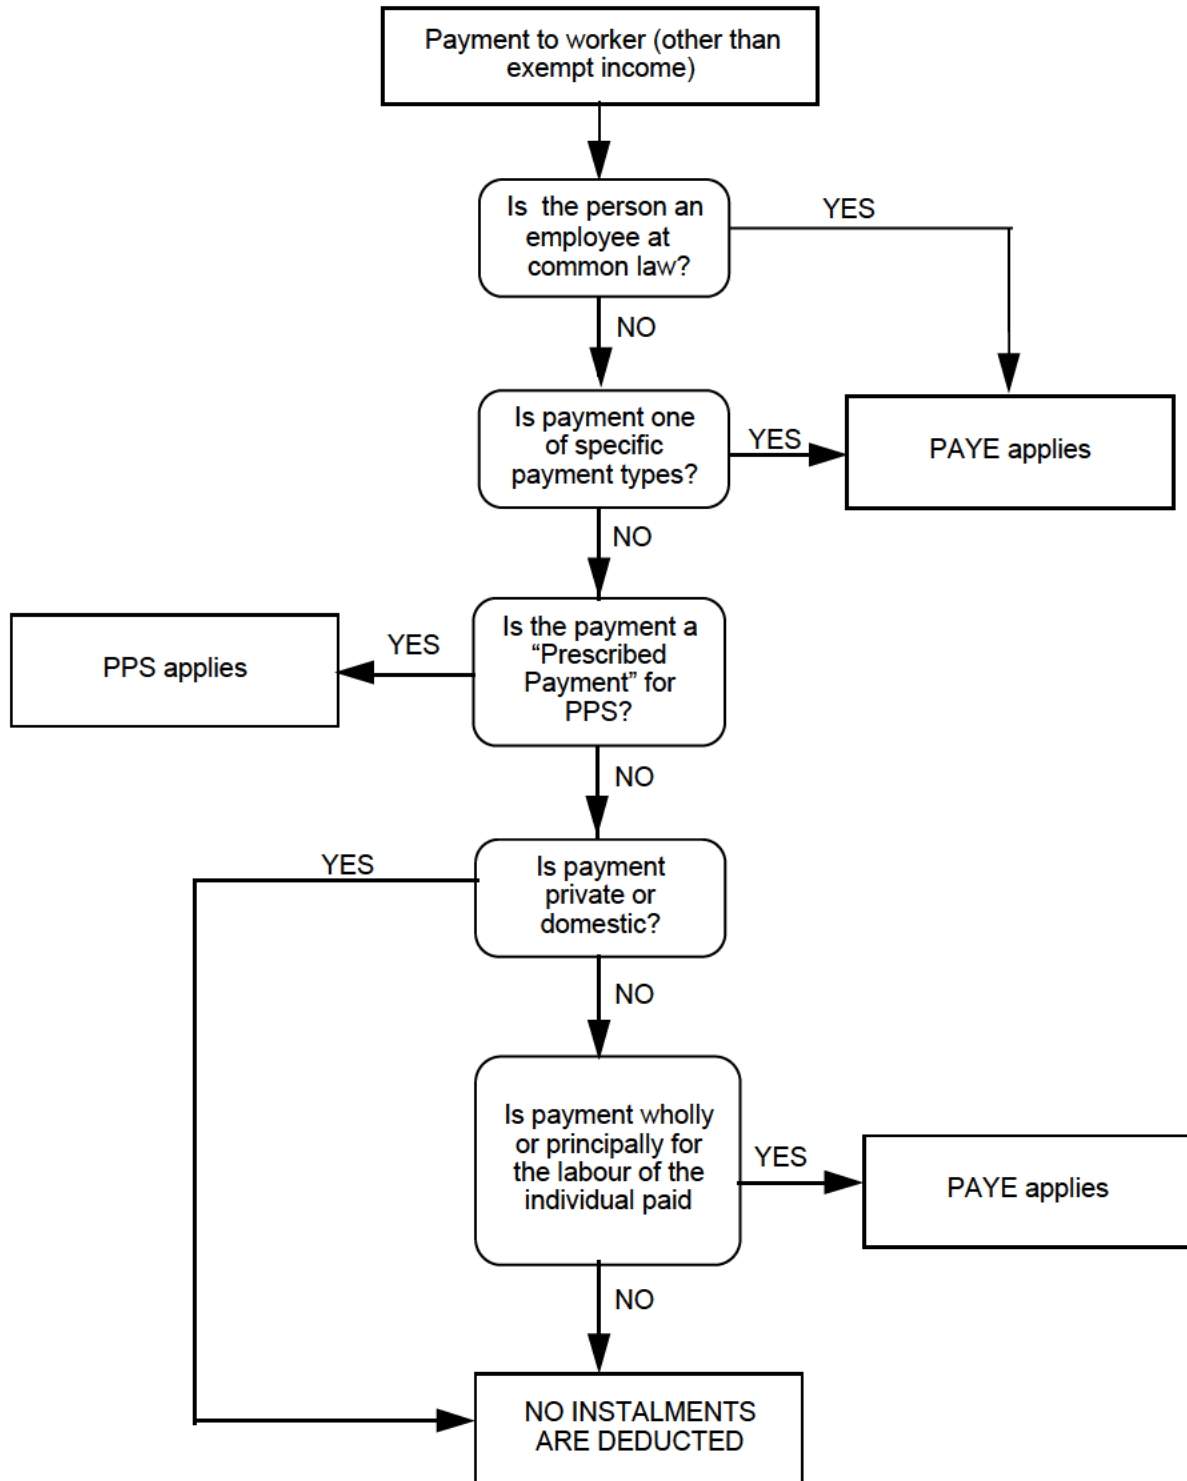 Payment to worker (other than
exempt income)
Is the person an
employee at
common law?
YES
NO
Is payment one
of specific
payment types?
YES
PAYE applies
NO
Is the payment a
“Prescribed
Payment” for
PPS?
YES
PPS applies
NO
Is payment
private or
domestic?
YES
NO
Is payment wholly
or principally for
the labour of the
individual paid
YES
PAYE applies
NO
NO INSTALMENTS
ARE DEDUCTED